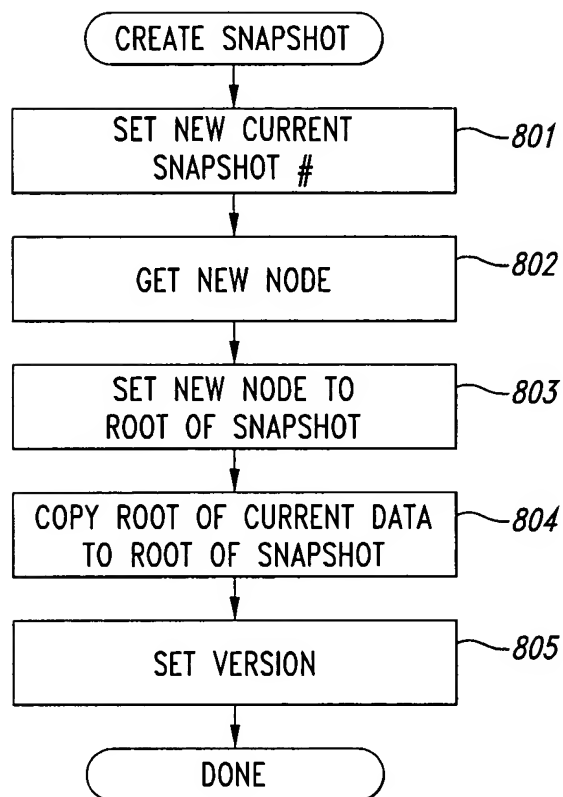 CREATE SNAPSHOT
SET NEW CURRENT
SNAPSHOT #
801
GET NEW NODE
802
SET NEW NODE TO
ROOT OF SNAPSHOT
803
COPY ROOT OF CURRENT DATA
TO ROOT OF SNAPSHOT
804
SET VERSION
805
DONE